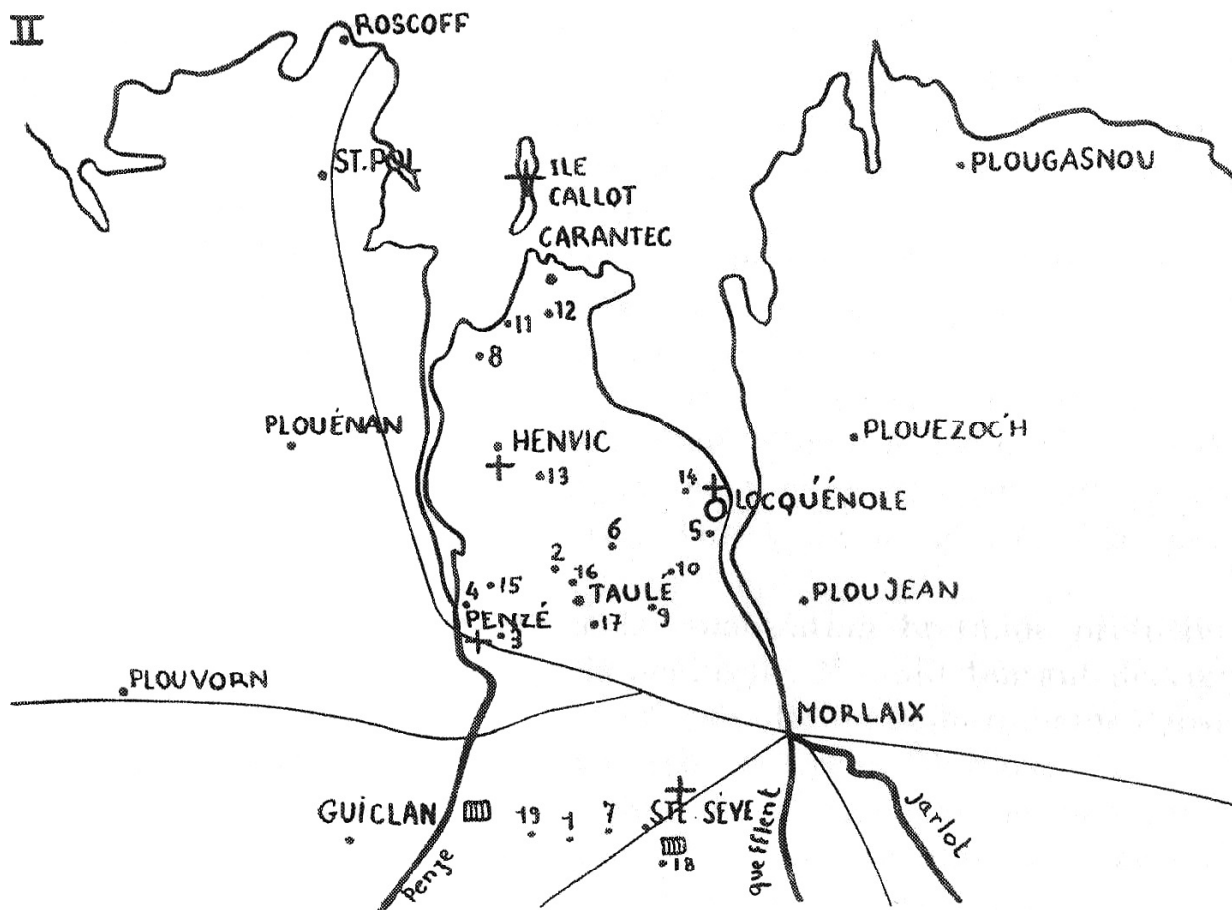 II
ROSCOFF
ST. POL
ILE
CALLOT
PLOUGASNOU
CARANTEC
12
11
8
PLOUÉNAN
HENVIC
PLOUEZOC'H
13
14
LOCQUÉNOLE
5
6
2
16
10
15
4
TAULÉ
PLOUJEAN
9
PENZÉ
3
17
PLOUVORN
MORLAIX
GUICLAN
19
1
7
STE SÈVE
18
Penze
quefflent
Jarlot